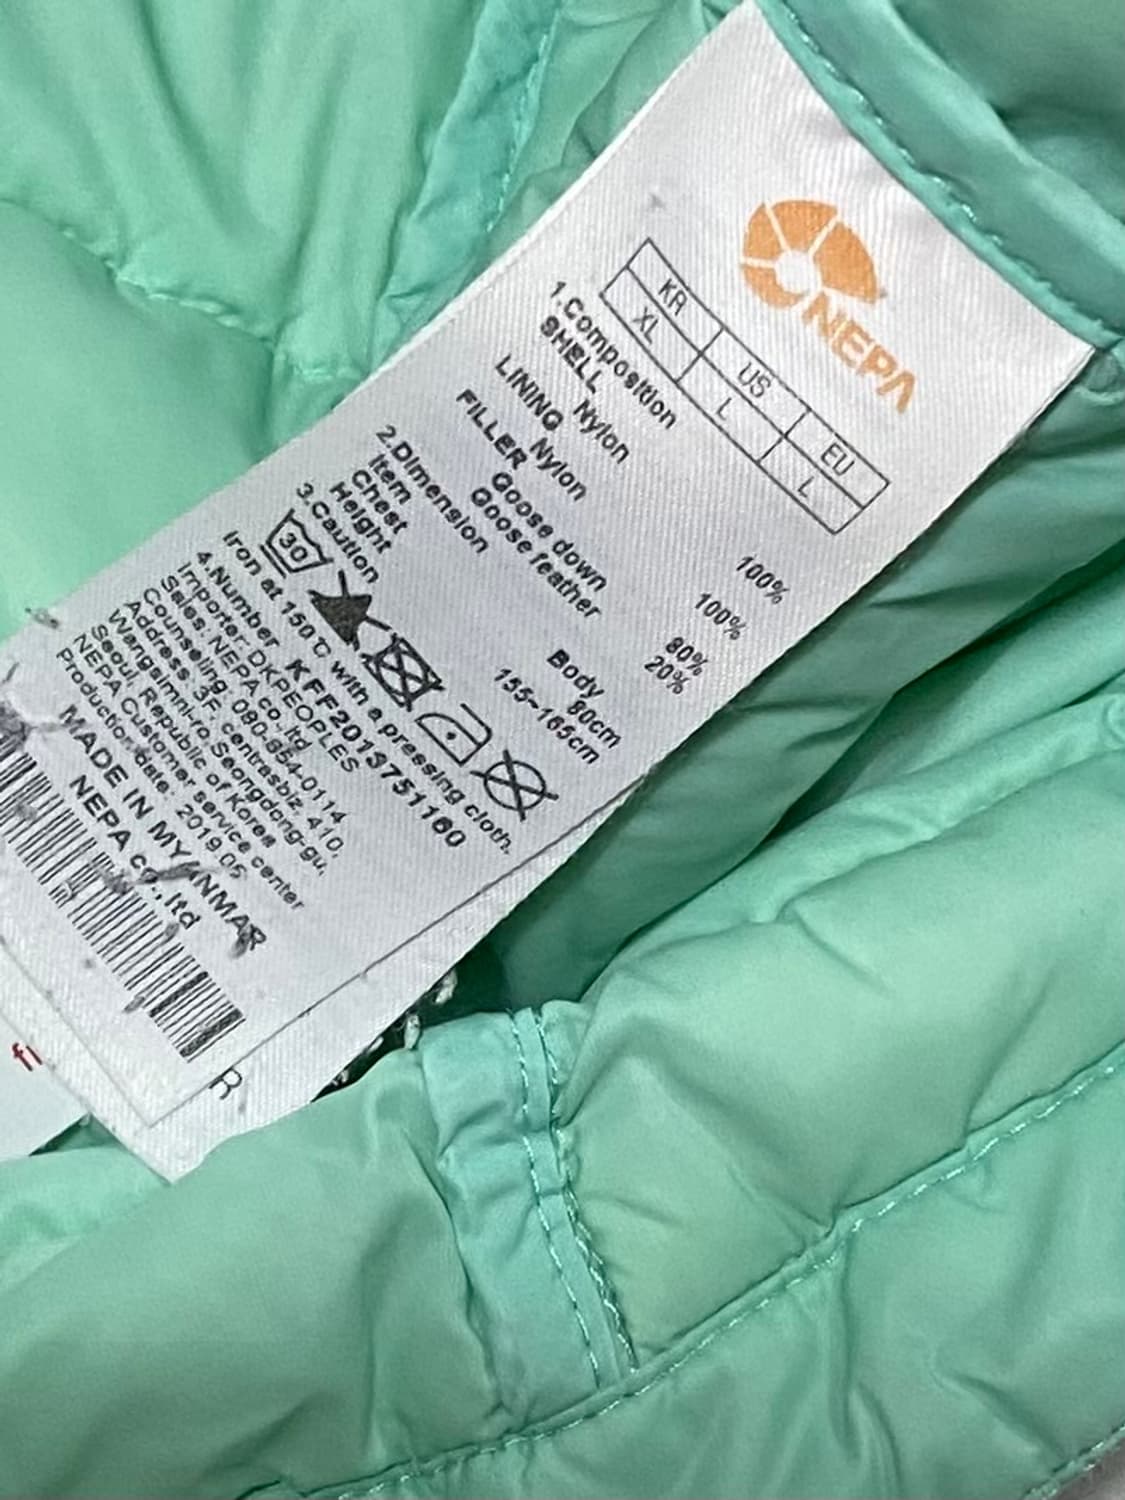 NEPA
KR US EU
XL L L
1.Composition
SHELL Nylon 100%
LINING Nylon 100%
FILLER Goose down 80%
Goose feather 20%
2.Dimension
Item Body
Chest 80cm
Height 155~165cm
3.Caution
30
Iron at 150°C with a pressing cloth.
4.Number KFF2013751160
Importer: DKPEOPLES
Sales: NEPA co,ltd
Counseling: 080-854-0114
Address: 3F, centrasbiz, 410,
Wangsimni-ro,Seongdong-gu,
Seoul, Republic of Korea
NEPA Customer service center
Production date: 2019.05
MADE IN MYANMAR
NEPA co.,ltd
R
fi